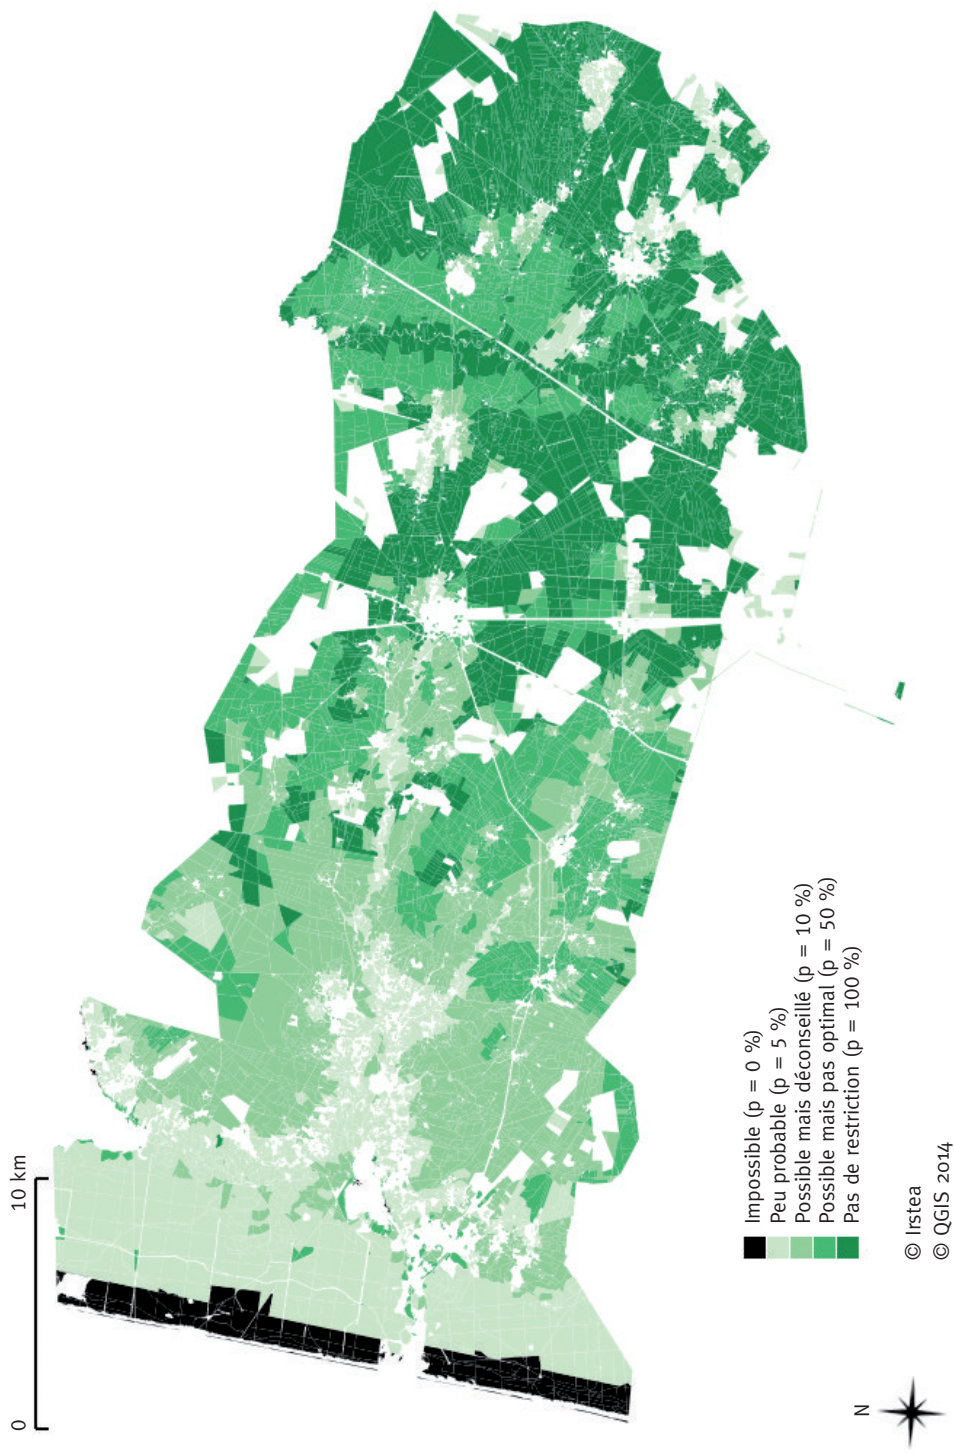 0 10 km
Impossible (p = 0 %)
Peu probable (p = 5 %)
Possible mais déconseillé (p = 10 %)
Possible mais pas optimal (p = 50 %)
Pas de restriction (p = 100 %)
© Irstea
© QGIS 2014
N